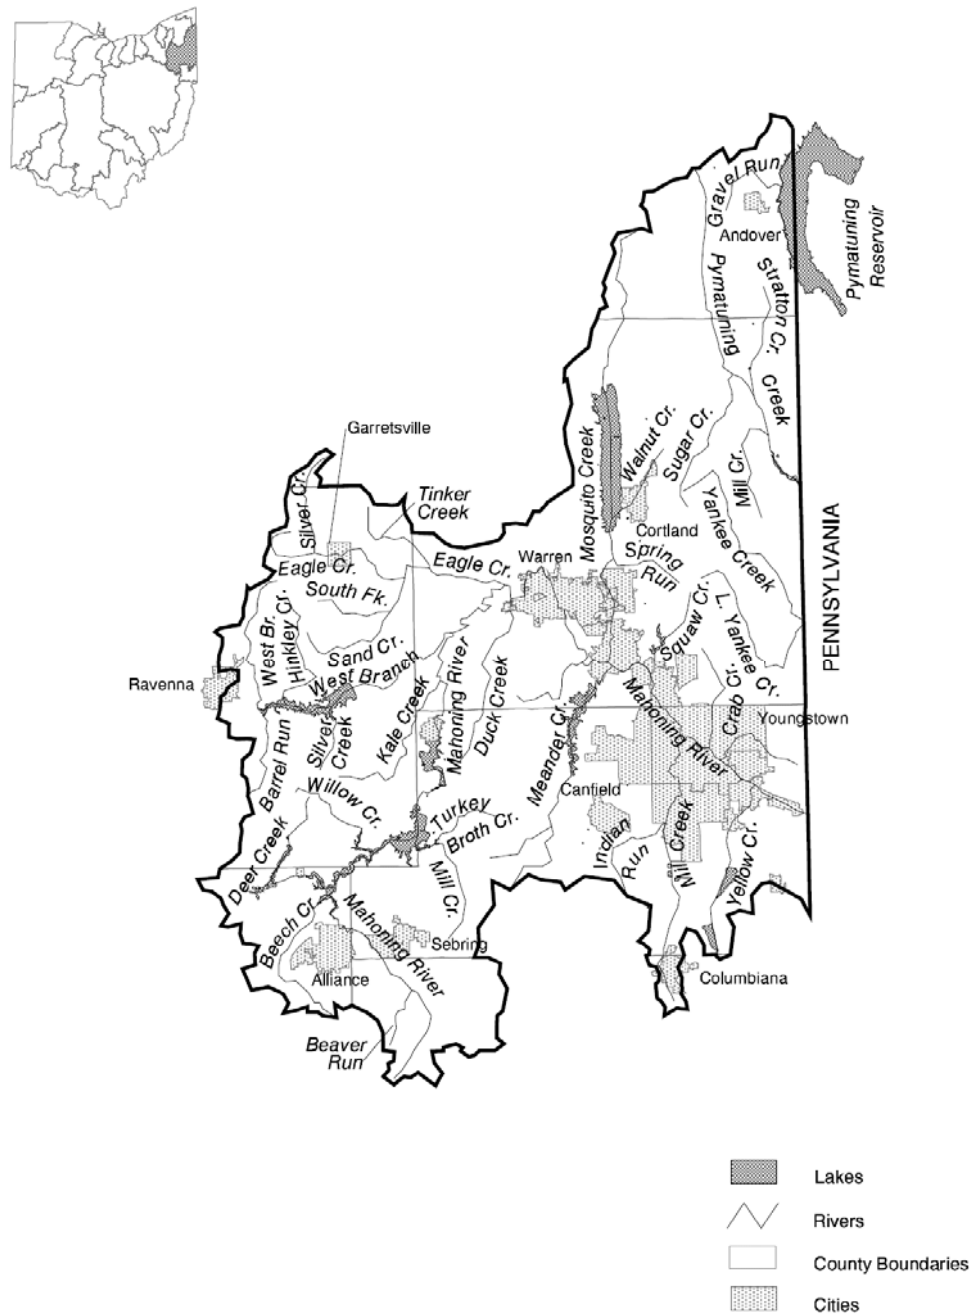 Gravel Run
Andover
Pymatuning
Reservoir
Pymatuning
Creek
Stratton Cr.
Garretsville
Tinker
Creek
Silver Cr.
Mosquito Creek
Walnut Cr.
Sugar Cr.
Mill Cr.
Yankee Creek
Cortland
PENNSYLVANIA
Eagle Cr.
Eagle Cr.
Warren
Spring
Run
South Fk.
West Br.
Hinkley Cr.
Sand Cr.
West Branch
Squaw Cr.
L. Yankee Cr.
Ravenna
Kale Creek
Mahoning River
Duck Creek
Meander Cr.
Mahoning River
Crab Cr.
Youngstown
Barrel Run
Silver
Creek
Willow Cr.
Turkey
Broth Cr.
Canfield
Indian
Run
Mill Creek
Yellow Cr.
Deer Creek
Mill Cr.
Beech Cr.
Mahoning River
Sebring
Alliance
Columbiana
Beaver
Run
Lakes
Rivers
County Boundaries
Cities